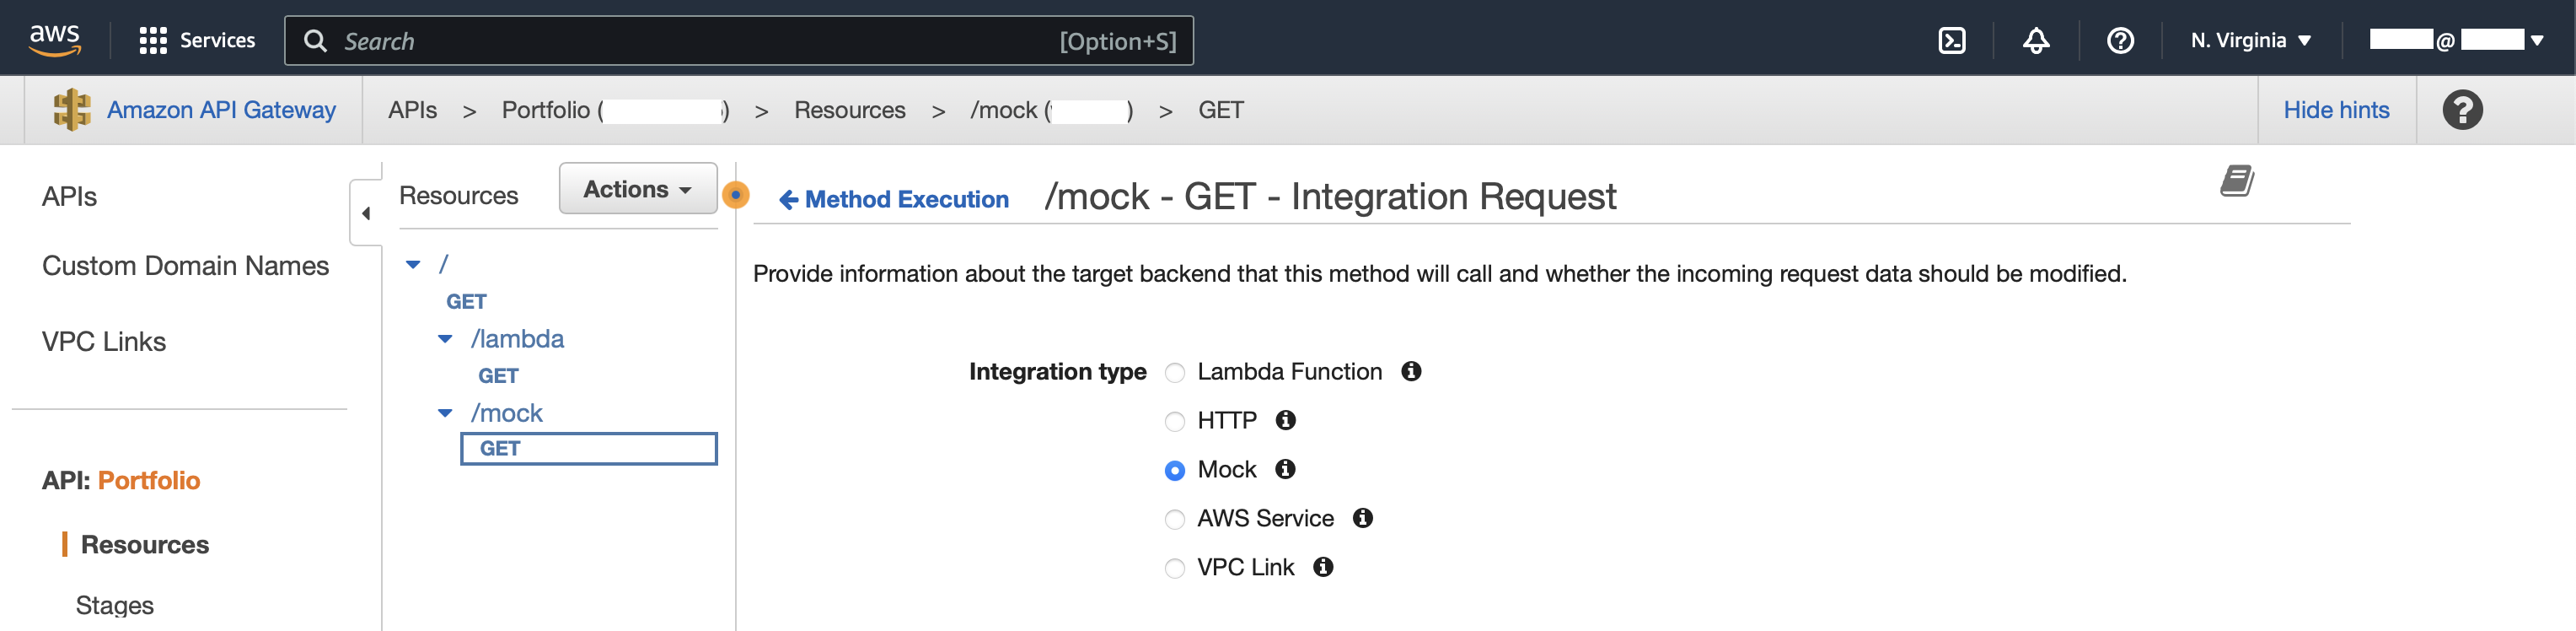 aws Services Search [Option+S] N. Virginia @
Amazon API Gateway APIs > Portfolio ( ) > Resources > /mock ( ) > GET Hide hints ?
APIs
Custom Domain Names
VPC Links
API: Portfolio
Resources
Stages
Resources Actions
/
GET
/lambda
GET
/mock
GET
Method Execution /mock - GET - Integration Request
Provide information about the target backend that this method will call and whether the incoming request data should be modified.
Integration type Lambda Function
HTTP
Mock
AWS Service
VPC Link